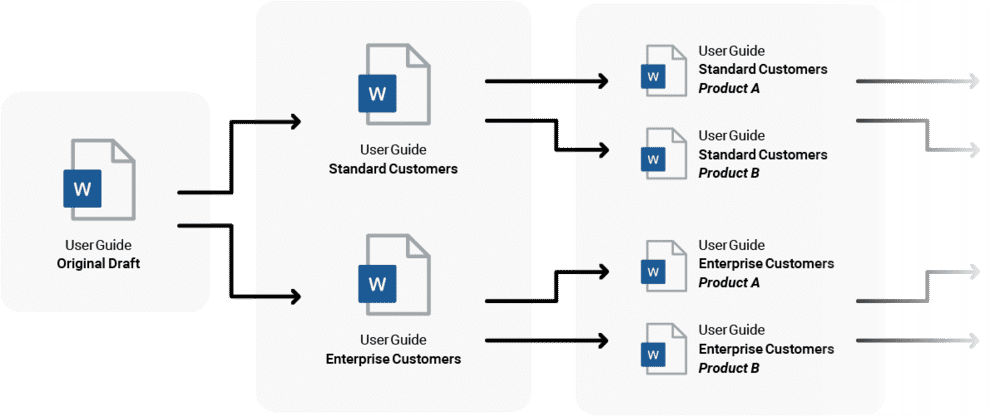 W
User Guide
Original Draft
W
User Guide
Standard Customers
W
User Guide
Enterprise Customers
W
User Guide
Standard Customers
Product A
W
User Guide
Standard Customers
Product B
W
User Guide
Enterprise Customers
Product A
W
User Guide
Enterprise Customers
Product B